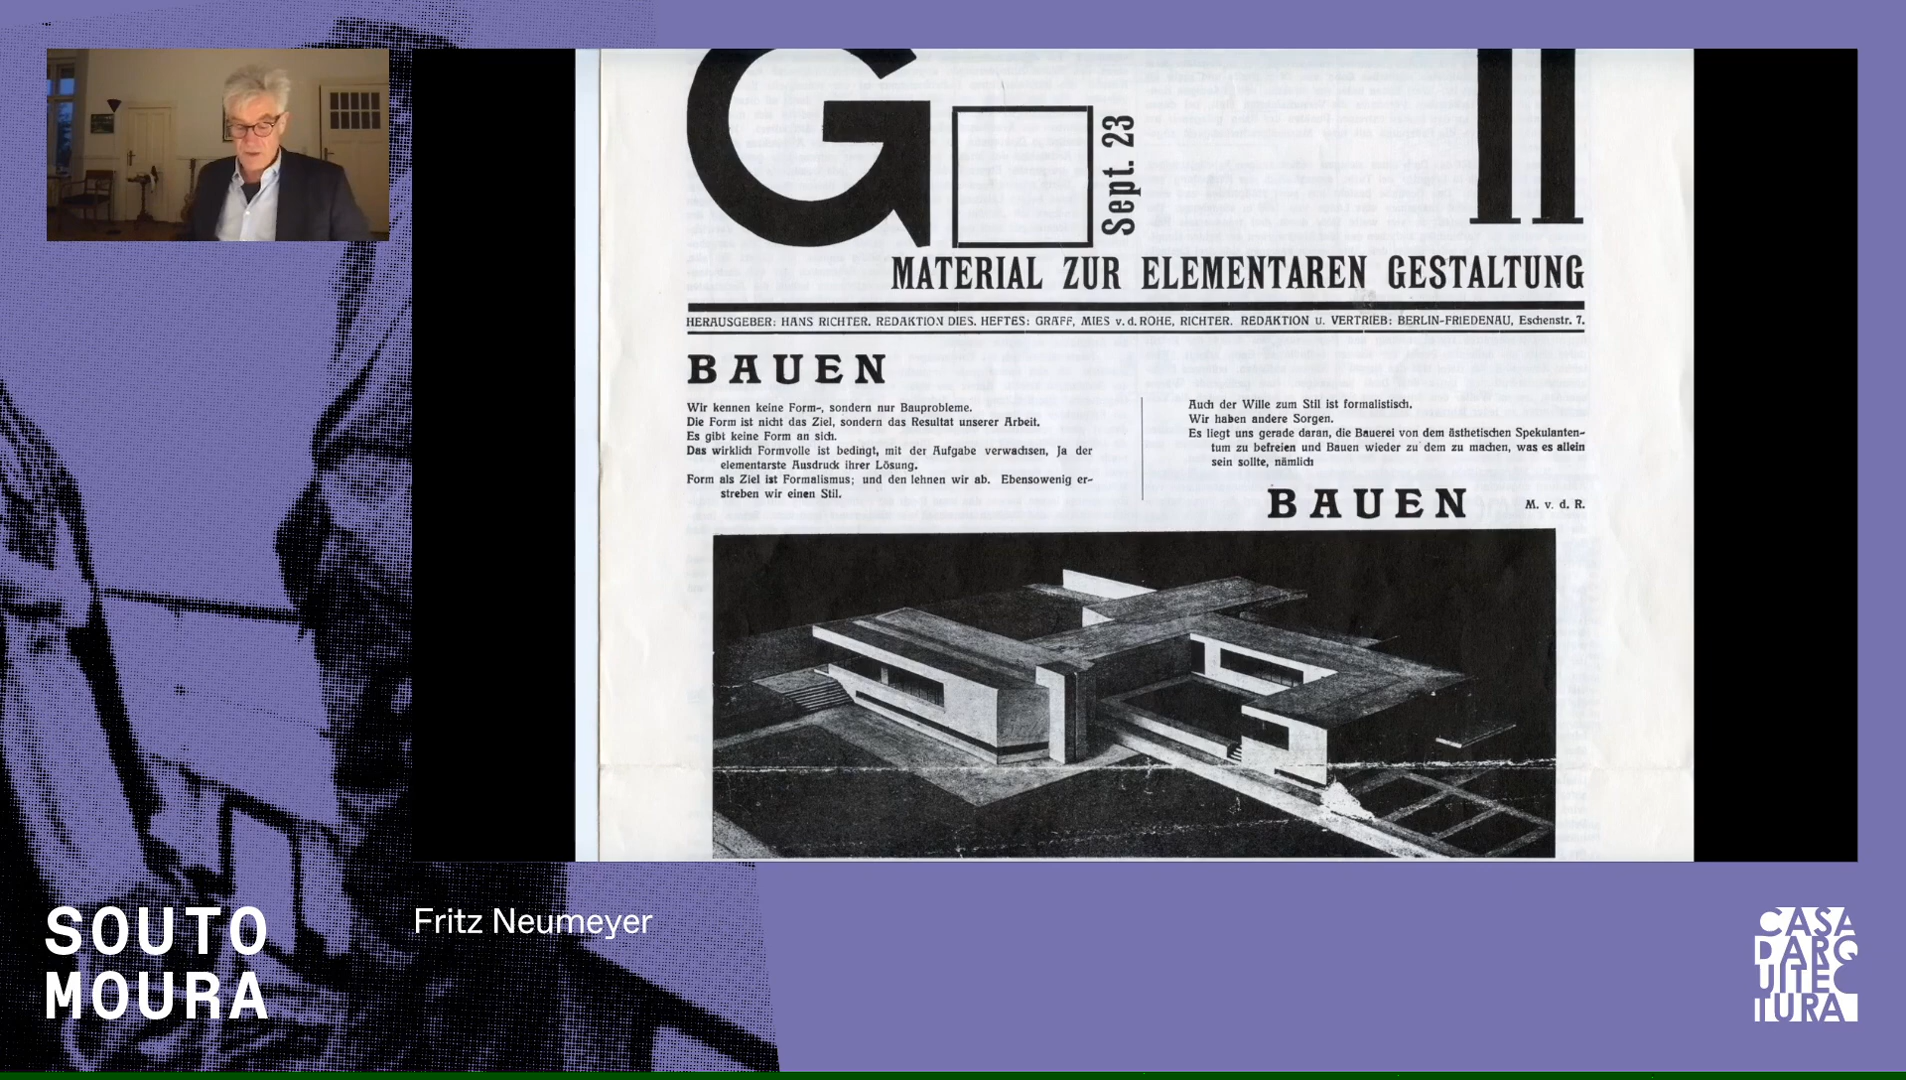 G
Sept. 23
II
MATERIAL ZUR ELEMENTAREN GESTALTUNG
HERAUSGEBER: HANS RICHTER. REDAKTION DIES. HEFTES: GRÄFF, MIES v. d. ROHE, RICHTER. REDAKTION u. VERTRIEB: BERLIN-FRIEDENAU, Eschenstr. 7.
BAUEN
Wir kennen keine Form-, sondern nur Bauprobleme.
Die Form ist nicht das Ziel, sondern das Resultat unserer Arbeit.
Es gibt keine Form an sich.
Das wirklich Formvolle ist bedingt, mit der Aufgabe verwachsen, Ja der
elementarste Ausdruck ihrer Lösung.
Form als Ziel ist Formalismus; und den lehnen wir ab. Ebensowenig er-
streben wir einen Stil.
Auch der Wille zum Stil ist formalistisch.
Wir haben andere Sorgen.
Es liegt uns gerade daran, die Bauerei von dem ästhetischen Spekulanten-
tum zu befreien und Bauen wieder zu dem zu machen, was es allein
sein sollte, nämlich
BAUEN
M. v. d. R.
SOUTO
MOURA
Fritz Neumeyer
CASA
DARQ
UITEC
TURA